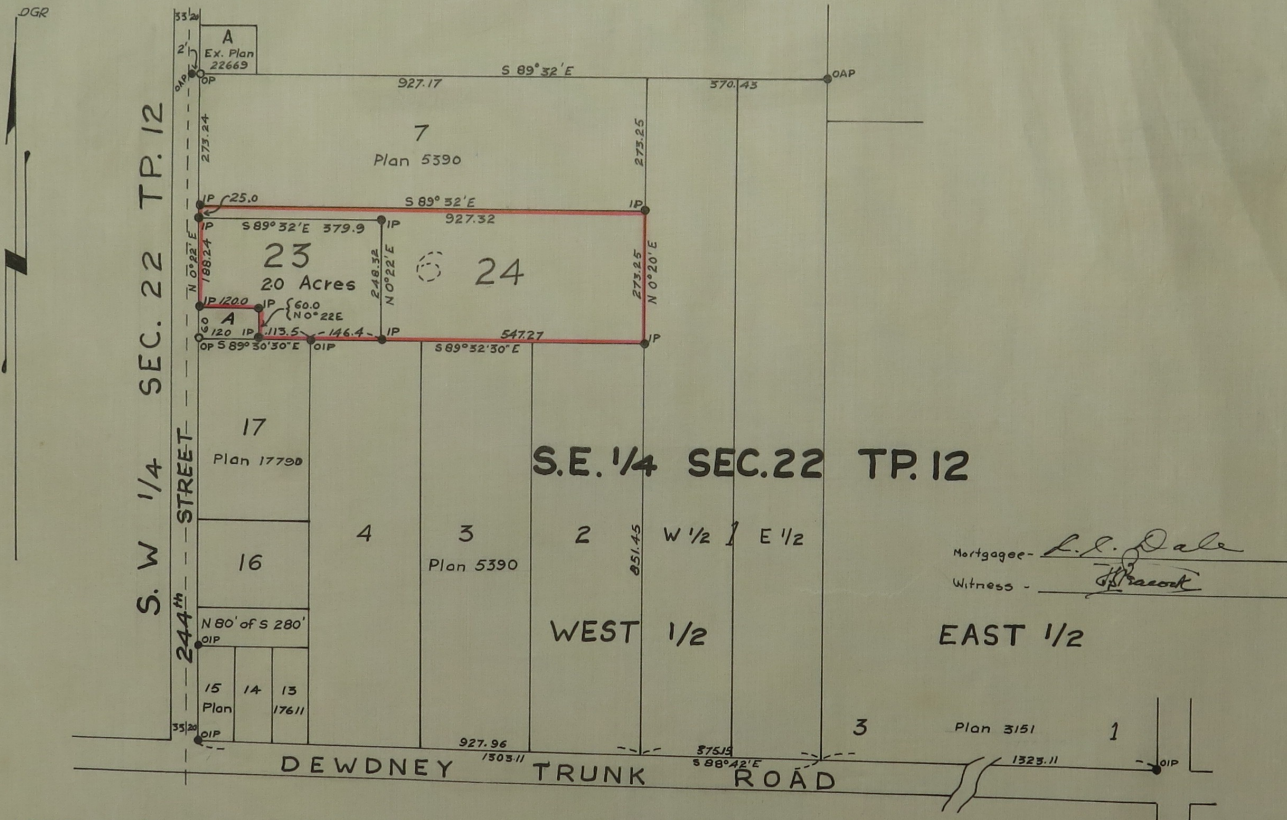 DGR
33|20
A
Ex. Plan
22669
2'
OAP
OP
S 89° 32' E
927.17
370.43
OAP
273.24
7
Plan 5390
273.25
IP
25.0
S 89° 32' E
927.32
IP
IP
S 89° 32' E 379.9
IP
N 0° 22' E
188.24
23
20 Acres
248.32
N 0° 22' E
6
24
273.25
N 0° 20' E
IP 120.0
IP
60.0
N 0° 22 E
A
60
120
IP
113.5
146.4
IP
547.27
IP
OP S 89° 30' 30" E
OIP
S 89° 32' 30" E
S. W 1/4 SEC. 22 TP. 12
244th STREET
17
Plan 17790
S.E. 1/4 SEC. 22 TP. 12
16
4
3
Plan 5390
2
851.45
W 1/2
1
E 1/2
Mortgagee -
Dale
Witness -
Peacock
N 80' of S 280'
OIP
WEST 1/2
EAST 1/2
15
14
13
Plan
17611
33|20
OIP
3
Plan 3151
1
927.96
1303.11
375.15
S 88° 42' E
1323.11
OIP
DEWDNEY TRUNK ROAD